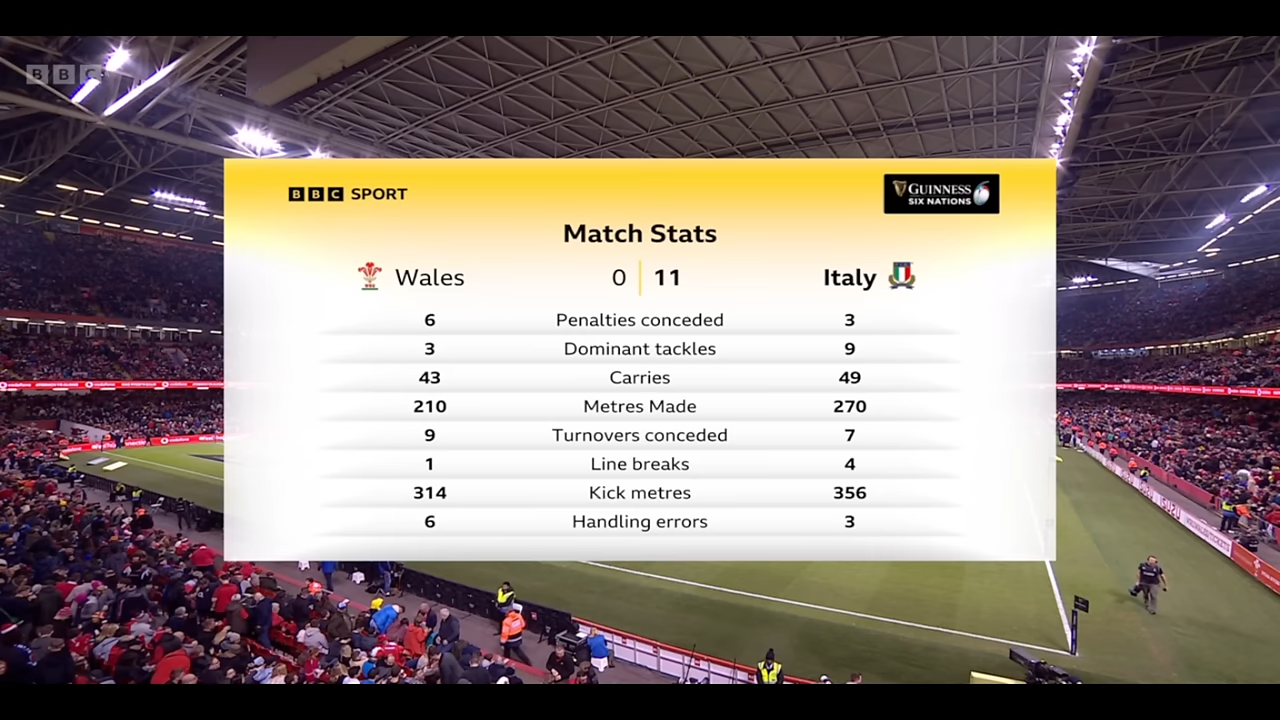 BBC
BBC SPORT
GUINNESS
SIX NATIONS
Match Stats
Wales 0 11 Italy
6 Penalties conceded 3
3 Dominant tackles 9
43 Carries 49
210 Metres Made 270
9 Turnovers conceded 7
1 Line breaks 4
314 Kick metres 356
6 Handling errors 3
vodafone
ISUZU